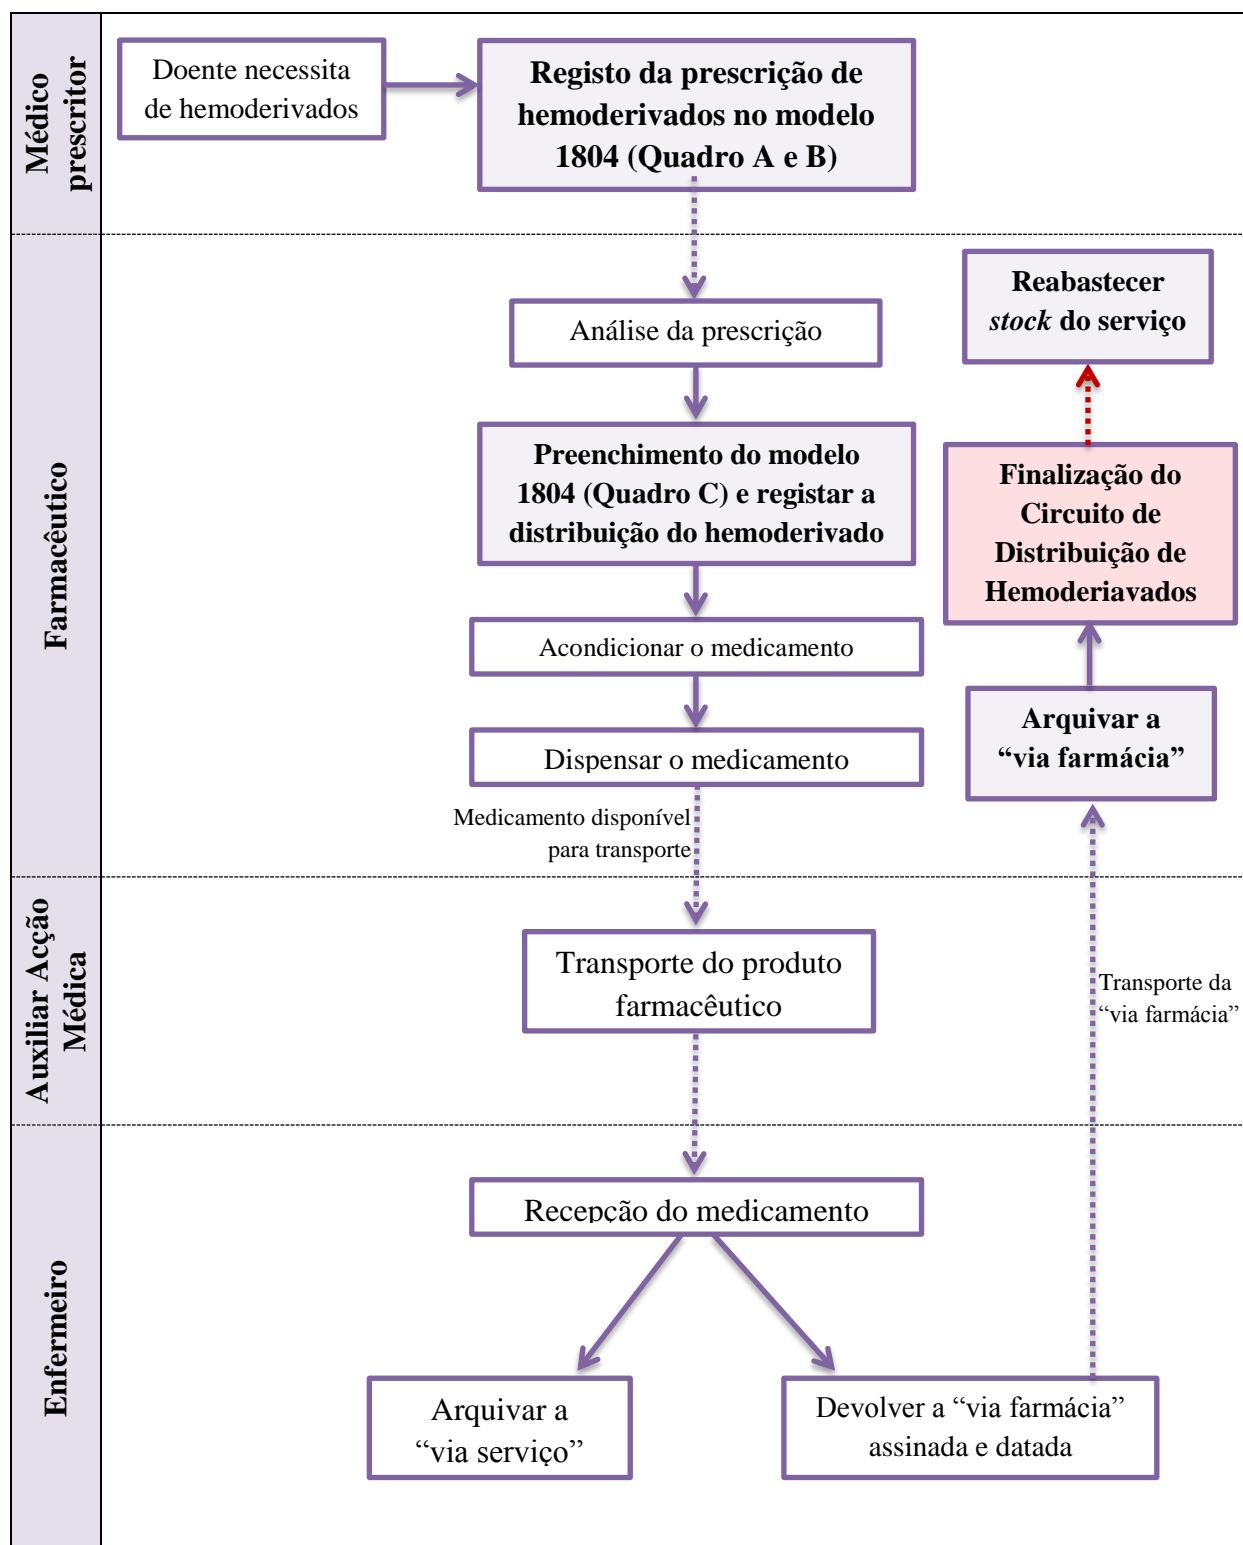 Médico
prescritor
Doente necessita
de hemoderivados
Registo da prescrição de
hemoderivados no modelo
1804 (Quadro A e B)
Farmacêutico
Análise da prescrição
Preenchimento do modelo
1804 (Quadro C) e registar a
distribuição do hemoderivado
Acondicionar o medicamento
Dispensar o medicamento
Medicamento disponível
para transporte
Reabastecer
stock do serviço
Finalização do
Circuito de
Distribuição de
Hemoderiavados
Arquivar a
“via farmácia”
Auxiliar Acção
Médica
Transporte do produto
farmacêutico
Transporte da
“via farmácia”
Enfermeiro
Recepção do medicamento
Arquivar a
“via serviço”
Devolver a “via farmácia”
assinada e datada